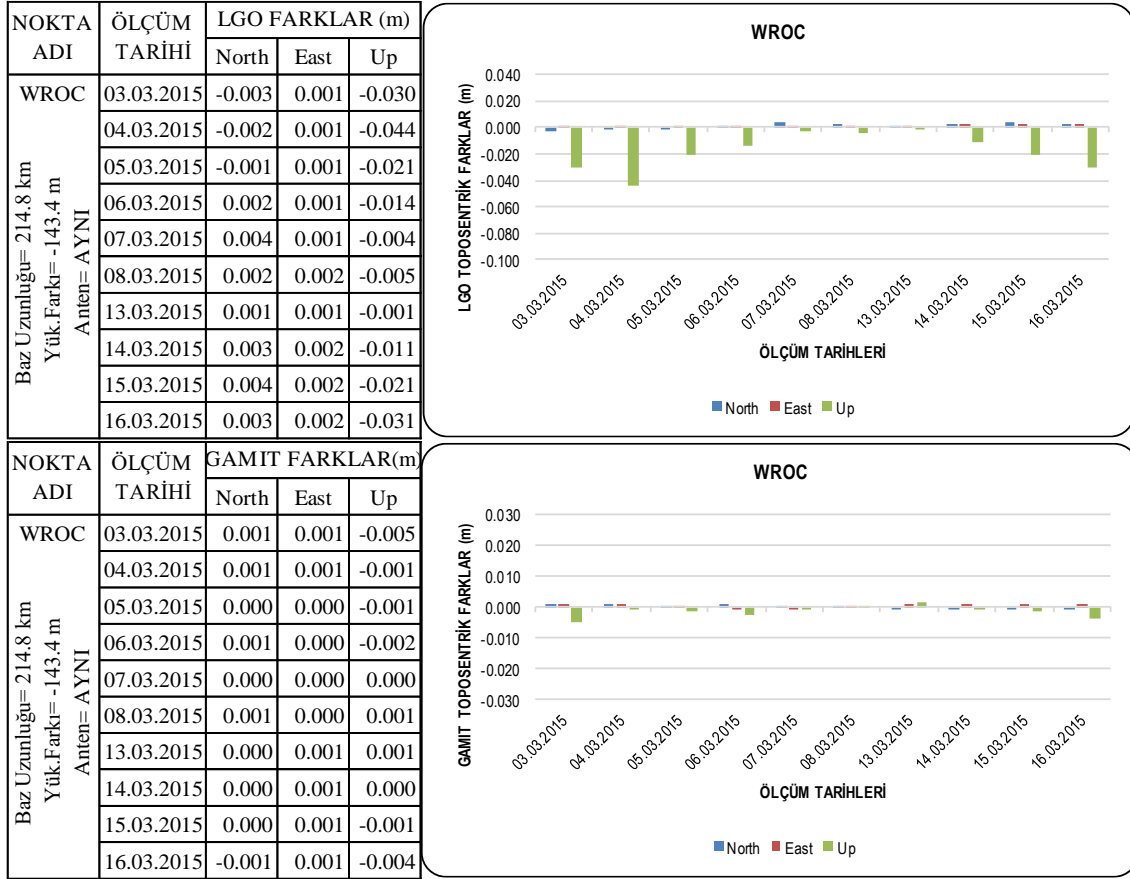 NOKTA ADI ÖLÇÜM TARİHİ LGO FARKLAR (m)
North East Up
WROC 03.03.2015 -0.003 0.001 -0.030
04.03.2015 -0.002 0.001 -0.044
05.03.2015 -0.001 0.001 -0.021
06.03.2015 0.002 0.001 -0.014
07.03.2015 0.004 0.001 -0.004
08.03.2015 0.002 0.002 -0.005
13.03.2015 0.001 0.001 -0.001
14.03.2015 0.003 0.002 -0.011
15.03.2015 0.004 0.002 -0.021
16.03.2015 0.003 0.002 -0.031
Baz Uzunluğu= 214.8 km
Yük.Farkı= -143.4 m
Anten= AYNI
WROC
LGO TOPOSENTRİK FARKLAR (m)
0.040
0.020
0.000
-0.020
-0.040
-0.060
-0.080
-0.100
03.03.2015 04.03.2015 05.03.2015 06.03.2015 07.03.2015 08.03.2015 13.03.2015 14.03.2015 15.03.2015 16.03.2015
ÖLÇÜM TARİHLERİ
North East Up
NOKTA ADI ÖLÇÜM TARİHİ GAMIT FARKLAR(m)
North East Up
WROC 03.03.2015 0.001 0.001 -0.005
04.03.2015 0.001 0.001 -0.001
05.03.2015 0.000 0.000 -0.001
06.03.2015 0.001 0.000 -0.002
07.03.2015 0.000 0.000 0.000
08.03.2015 0.001 0.000 0.001
13.03.2015 0.000 0.001 0.001
14.03.2015 0.000 0.001 0.000
15.03.2015 0.000 0.001 -0.001
16.03.2015 -0.001 0.001 -0.004
Baz Uzunluğu= 214.8 km
Yük.Farkı= -143.4 m
Anten= AYNI
WROC
GAMIT TOPOSENTRİK FARKLAR (m)
0.030
0.020
0.010
0.000
-0.010
-0.020
-0.030
03.03.2015 04.03.2015 05.03.2015 06.03.2015 07.03.2015 08.03.2015 13.03.2015 14.03.2015 15.03.2015 16.03.2015
ÖLÇÜM TARİHLERİ
North East Up